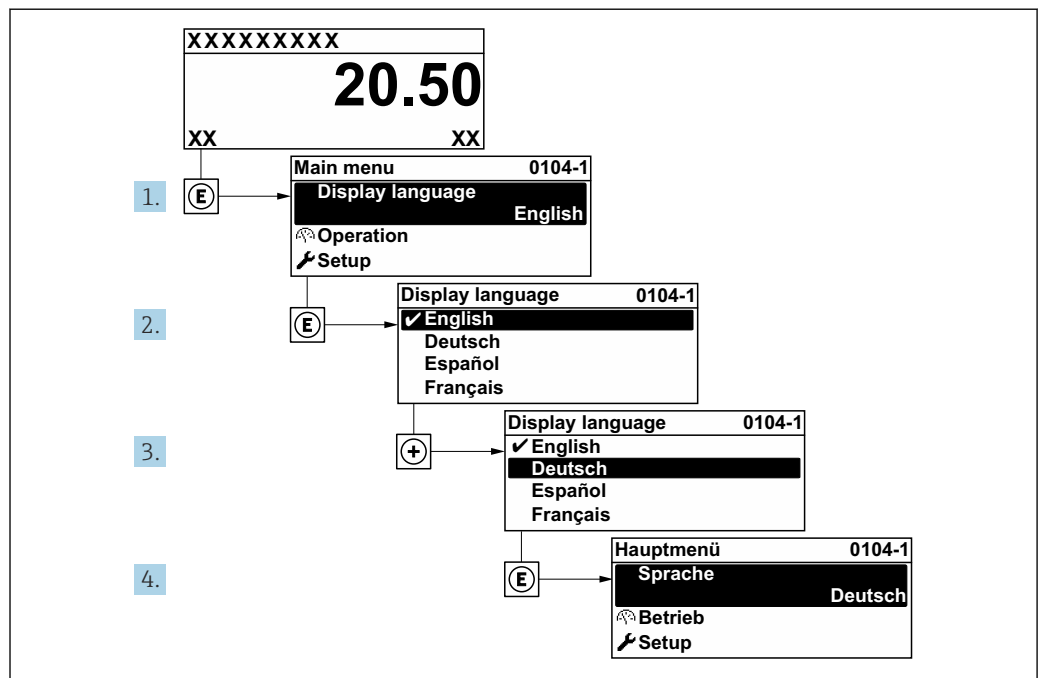 XXXXXXXXX
20.50
XX XX
1.
E
Main menu 0104-1
Display language
English
Operation
Setup
2.
E
Display language 0104-1
✔English
Deutsch
Español
Français
3.
+
Display language 0104-1
✔English
Deutsch
Español
Français
4.
E
Hauptmenü 0104-1
Sprache
Deutsch
Betrieb
Setup